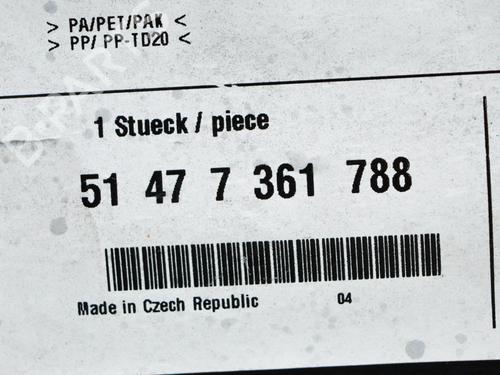 > PA/PET/PAK <
> PP/ PP-TD20 <
1 Stueck / piece
51 47 7 361 788
Made in Czech Republic 04
B-PARTS